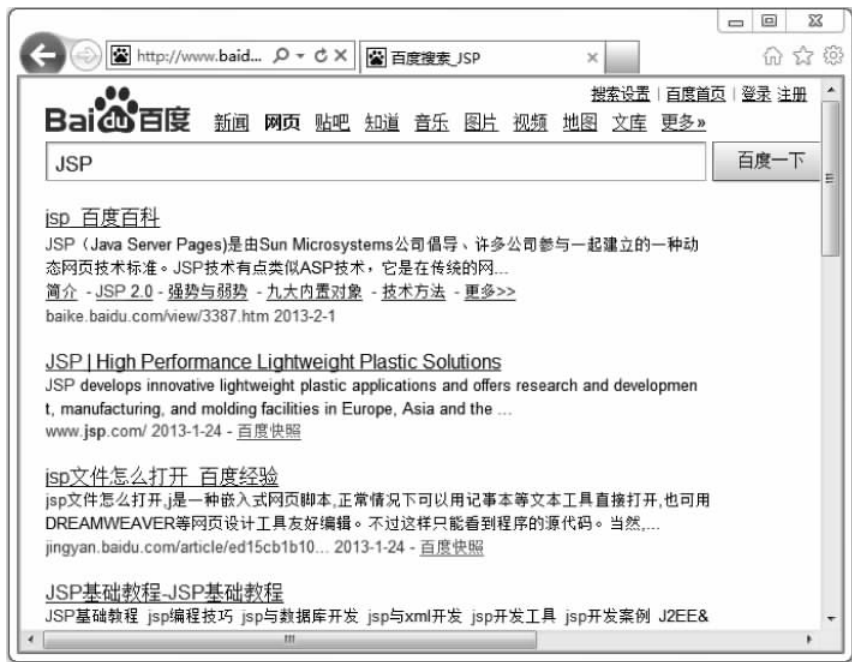 http://www.baid... 百度搜索_JSP
搜索设置 | 百度首页 | 登录 注册
Bai du 百度 新闻 网页 贴吧 知道 音乐 图片 视频 地图 文库 更多»
JSP 百度一下
jsp_百度百科
JSP（Java Server Pages)是由Sun Microsystems公司倡导、许多公司参与一起建立的一种动
态网页技术标准。JSP技术有点类似ASP技术，它是在传统的网...
简介 - JSP 2.0 - 强势与弱势 - 九大内置对象 - 技术方法 - 更多>>
baike.baidu.com/view/3387.htm 2013-2-1
JSP | High Performance Lightweight Plastic Solutions
JSP develops innovative lightweight plastic applications and offers research and developmen
t, manufacturing, and molding facilities in Europe, Asia and the ...
www.jsp.com/ 2013-1-24 - 百度快照
jsp文件怎么打开_百度经验
jsp文件怎么打开,j是一种嵌入式网页脚本,正常情况下可以用记事本等文本工具直接打开,也可用
DREAMWEAVER等网页设计工具友好编辑。不过这样只能看到程序的源代码。当然,...
jingyan.baidu.com/article/ed15cb1b10... 2013-1-24 - 百度快照
JSP基础教程-JSP基础教程
JSP基础教程 jsp编程技巧 jsp与数据库开发 jsp与xml开发 jsp开发工具 jsp开发案例 J2EE&